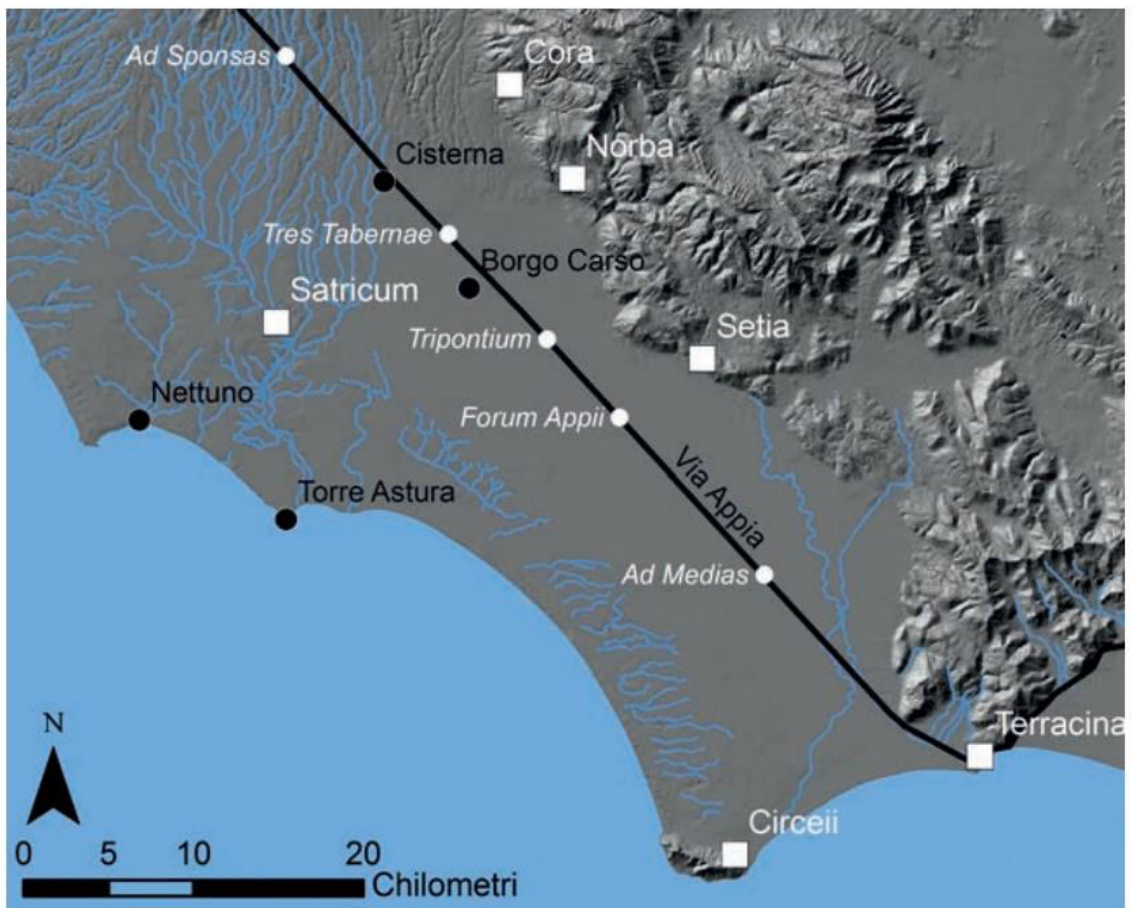 Cora
Ad Sponsas
Norba
Cisterna
Tres Tabernae
Borgo Carso
Satricum
Setia
Tripontium
Nettuno
Forum Appii
Via Appia
Torre Astura
Ad Medias
Terracina
N
Circeii
0 5 10 20
Chilometri